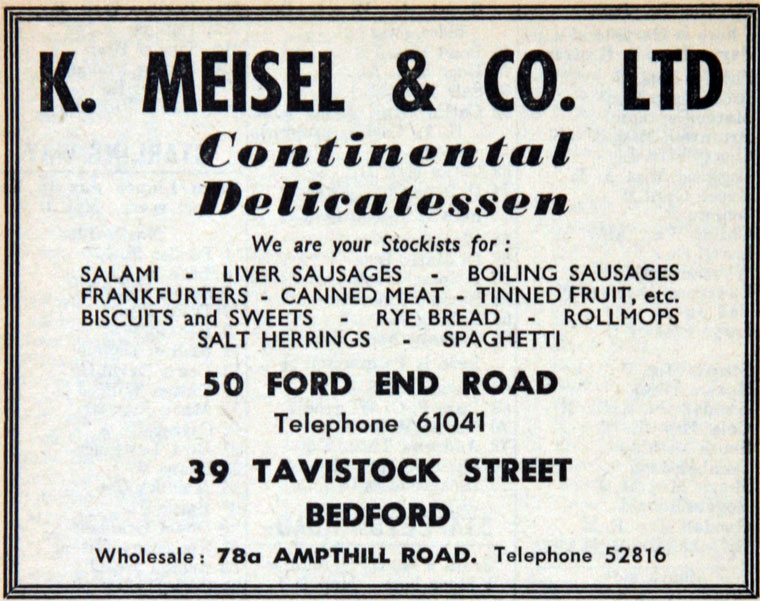 K. MEISEL & CO. LTD
Continental
Delicatessen
We are your Stockists for :
SALAMI - LIVER SAUSAGES - BOILING SAUSAGES
FRANKFURTERS - CANNED MEAT - TINNED FRUIT, etc.
BISCUITS and SWEETS - RYE BREAD - ROLLMOPS
SALT HERRINGS - SPAGHETTI
50 FORD END ROAD
Telephone 61041
39 TAVISTOCK STREET
BEDFORD
Wholesale : 78a AMPTHILL ROAD. Telephone 52816